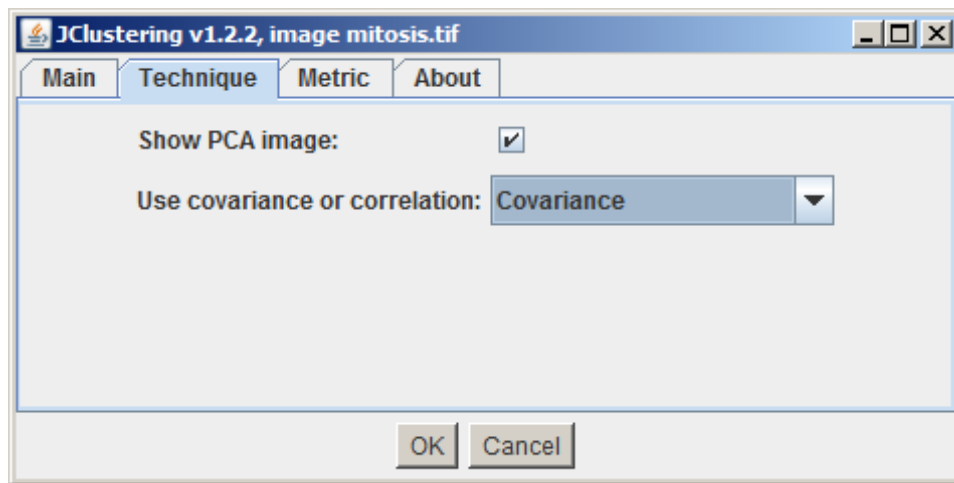 JClustering v1.2.2, image mitosis.tif
Main Technique Metric About
Show PCA image:
Use covariance or correlation: Covariance
OK Cancel